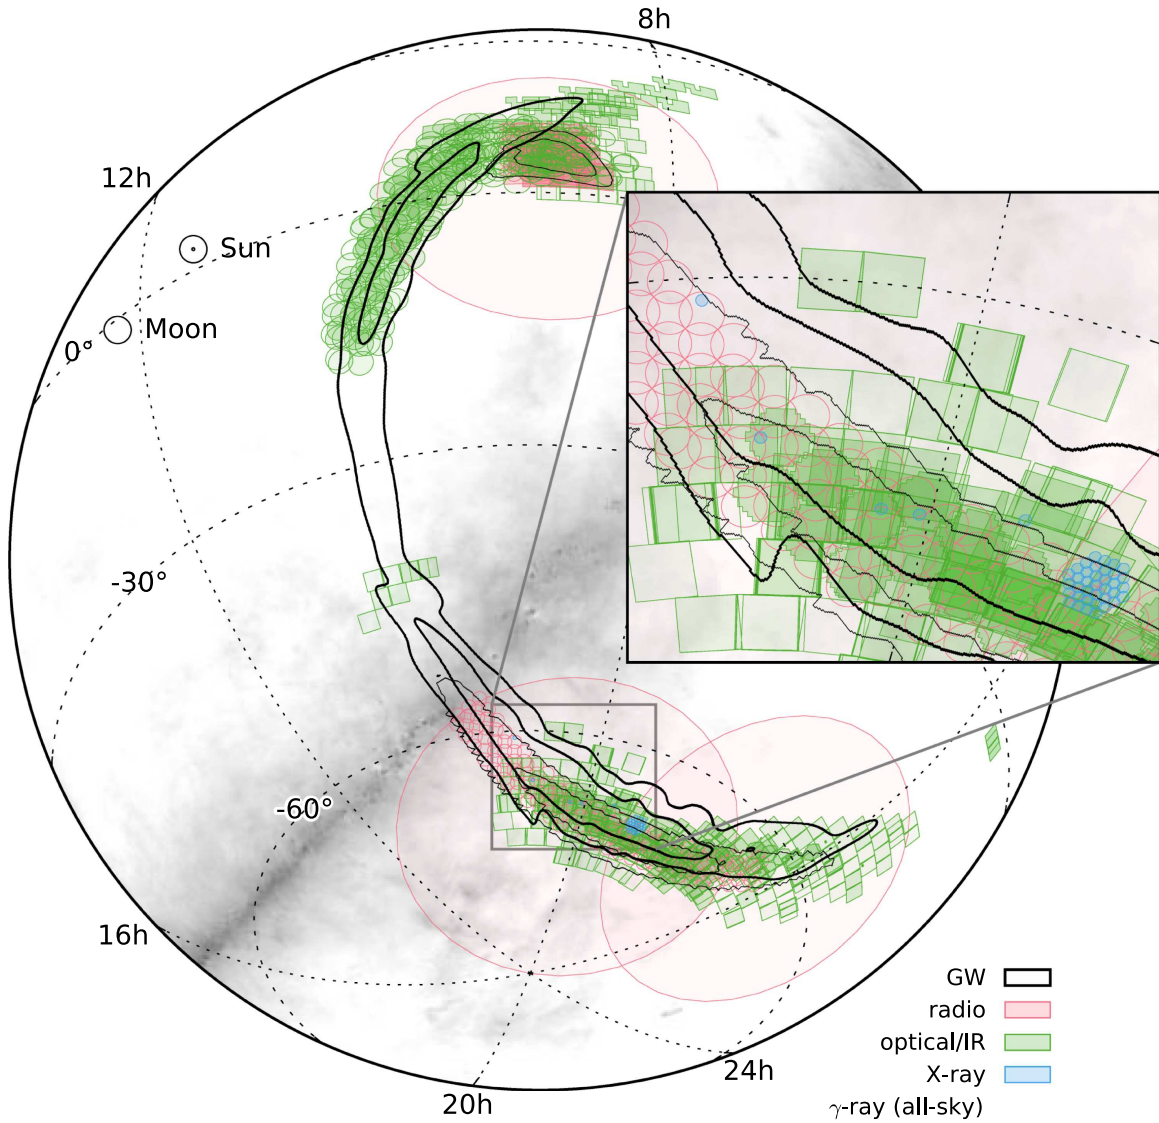 8h
12h
Sun
Moon
0°
-30°
-60°
16h
20h
24h
GW
radio
optical/IR
X-ray
γ-ray (all-sky)